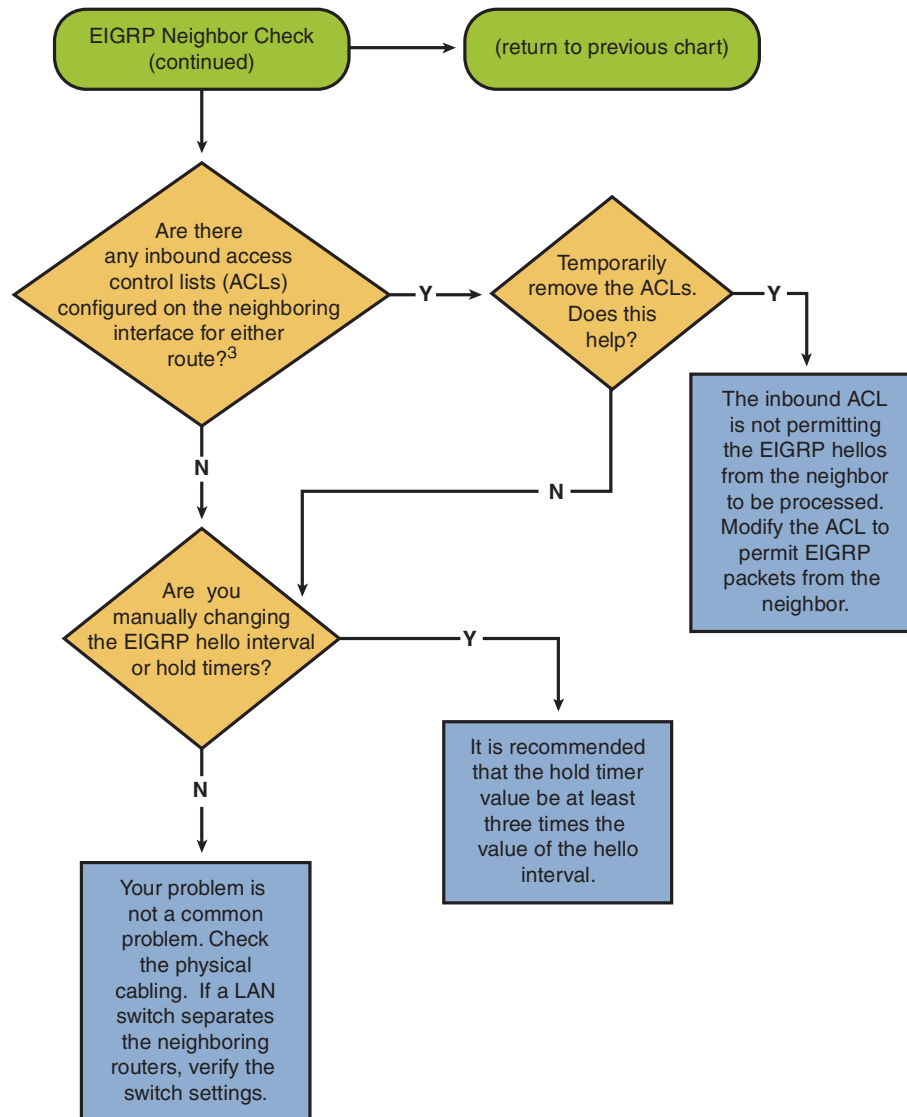 EIGRP Neighbor Check
(continued)
(return to previous chart)
Are there
any inbound access
control lists (ACLs)
configured on the neighboring
interface for either
route?3
Y
Temporarily
remove the ACLs.
Does this
help?
Y
The inbound ACL
is not permitting
the EIGRP hellos
from the neighbor
to be processed.
Modify the ACL to
permit EIGRP
packets from the
neighbor.
N
N
Are you
manually changing
the EIGRP hello interval
or hold timers?
Y
It is recommended
that the hold timer
value be at least
three times the
value of the hello
interval.
N
Your problem is
not a common
problem. Check
the physical
cabling. If a LAN
switch separates
the neighboring
routers, verify the
switch settings.